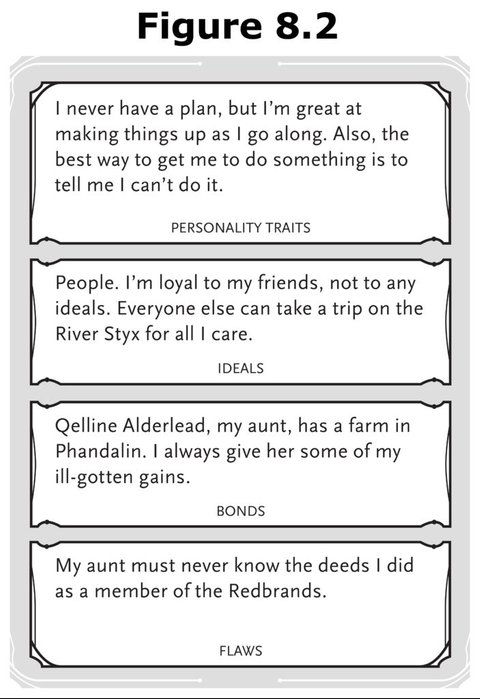 Figure 8.2
I never have a plan, but I'm great at
making things up as I go along. Also, the
best way to get me to do something is to
tell me I can't do it.
PERSONALITY TRAITS
People. I'm loyal to my friends, not to any
ideals. Everyone else can take a trip on the
River Styx for all I care.
IDEALS
Qelline Alderlead, my aunt, has a farm in
Phandalin. I always give her some of my
ill-gotten gains.
BONDS
My aunt must never know the deeds I did
as a member of the Redbrands.
FLAWS